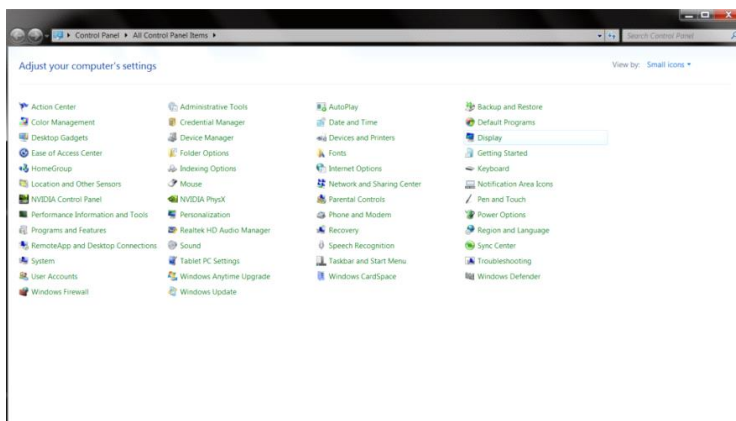 Control Panel ▸ All Control Panel Items ▸ Search Control Panel
Adjust your computer's settings View by: Small icons
Action Center Administrative Tools AutoPlay Backup and Restore
Color Management Credential Manager Date and Time Default Programs
Desktop Gadgets Device Manager Devices and Printers Display
Ease of Access Center Folder Options Fonts Getting Started
HomeGroup Indexing Options Internet Options Keyboard
Location and Other Sensors Mouse Network and Sharing Center Notification Area Icons
NVIDIA Control Panel NVIDIA PhysX Parental Controls Pen and Touch
Performance Information and Tools Personalization Phone and Modem Power Options
Programs and Features Realtek HD Audio Manager Recovery Region and Language
RemoteApp and Desktop Connections Sound Speech Recognition Sync Center
System Tablet PC Settings Taskbar and Start Menu Troubleshooting
User Accounts Windows Anytime Upgrade Windows CardSpace Windows Defender
Windows Firewall Windows Update